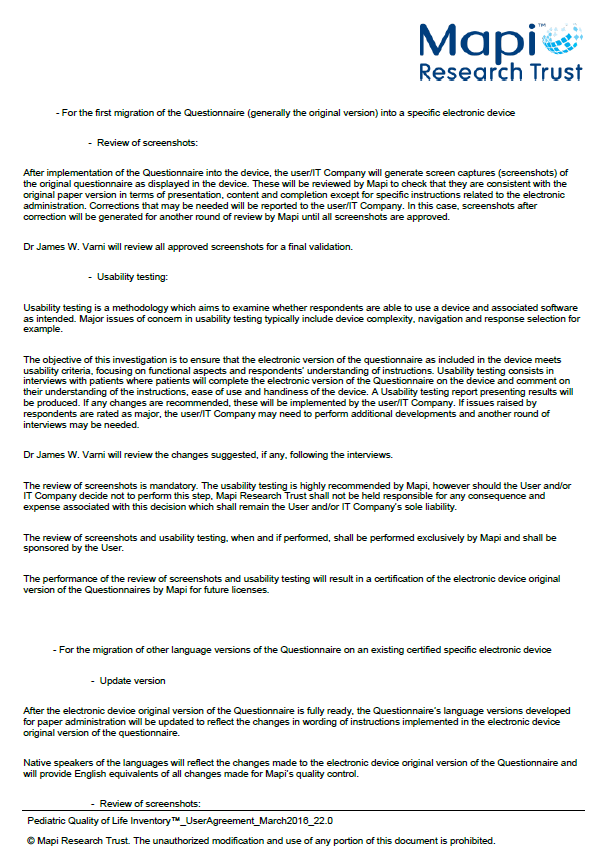 Mapi™
Research Trust
- For the first migration of the Questionnaire (generally the original version) into a specific electronic device
- Review of screenshots:
After implementation of the Questionnaire into the device, the user/IT Company will generate screen captures (screenshots) of
the original questionnaire as displayed in the device. These will be reviewed by Mapi to check that they are consistent with the
original paper version in terms of presentation, content and completion except for specific instructions related to the electronic
administration. Corrections that may be needed will be reported to the user/IT Company. In this case, screenshots after
correction will be generated for another round of review by Mapi until all screenshots are approved.
Dr James W. Varni will review all approved screenshots for a final validation.
- Usability testing:
Usability testing is a methodology which aims to examine whether respondents are able to use a device and associated software
as intended. Major issues of concern in usability testing typically include device complexity, navigation and response selection for
example.
The objective of this investigation is to ensure that the electronic version of the questionnaire as included in the device meets
usability criteria, focusing on functional aspects and respondents' understanding of instructions. Usability testing consists in
interviews with patients where patients will complete the electronic version of the Questionnaire on the device and comment on
their understanding of the instructions, ease of use and handiness of the device. A Usability testing report presenting results will
be produced. If any changes are recommended, these will be implemented by the user/IT Company. If issues raised by
respondents are rated as major, the user/IT Company may need to perform additional developments and another round of
interviews may be needed.
Dr James W. Varni will review the changes suggested, if any, following the interviews.
The review of screenshots is mandatory. The usability testing is highly recommended by Mapi, however should the User and/or
IT Company decide not to perform this step, Mapi Research Trust shall not be held responsible for any consequence and
expense associated with this decision which shall remain the User and/or IT Company's sole liability.
The review of screenshots and usability testing, when and if performed, shall be performed exclusively by Mapi and shall be
sponsored by the User.
The performance of the review of screenshots and usability testing will result in a certification of the electronic device original
version of the Questionnaires by Mapi for future licenses.
- For the migration of other language versions of the Questionnaire on an existing certified specific electronic device
- Update version
After the electronic device original version of the Questionnaire is fully ready, the Questionnaire's language versions developed
for paper administration will be updated to reflect the changes in wording of instructions implemented in the electronic device
original version of the questionnaire.
Native speakers of the languages will reflect the changes made to the electronic device original version of the Questionnaire and
will provide English equivalents of all changes made for Mapi's quality control.
- Review of screenshots:
Pediatric Quality of Life Inventory™_UserAgreement_March2016_22.0
© Mapi Research Trust. The unauthorized modification and use of any portion of this document is prohibited.